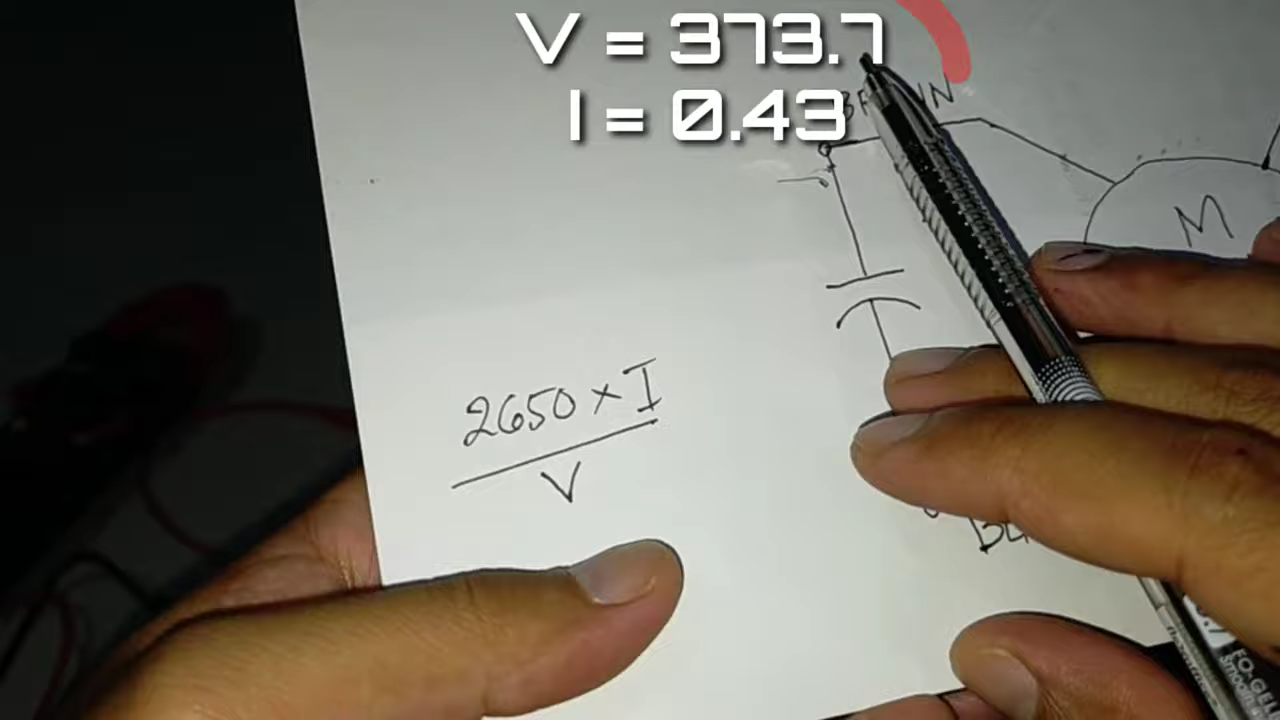 V = 373.7
I = 0.43
M
2650 × I
V